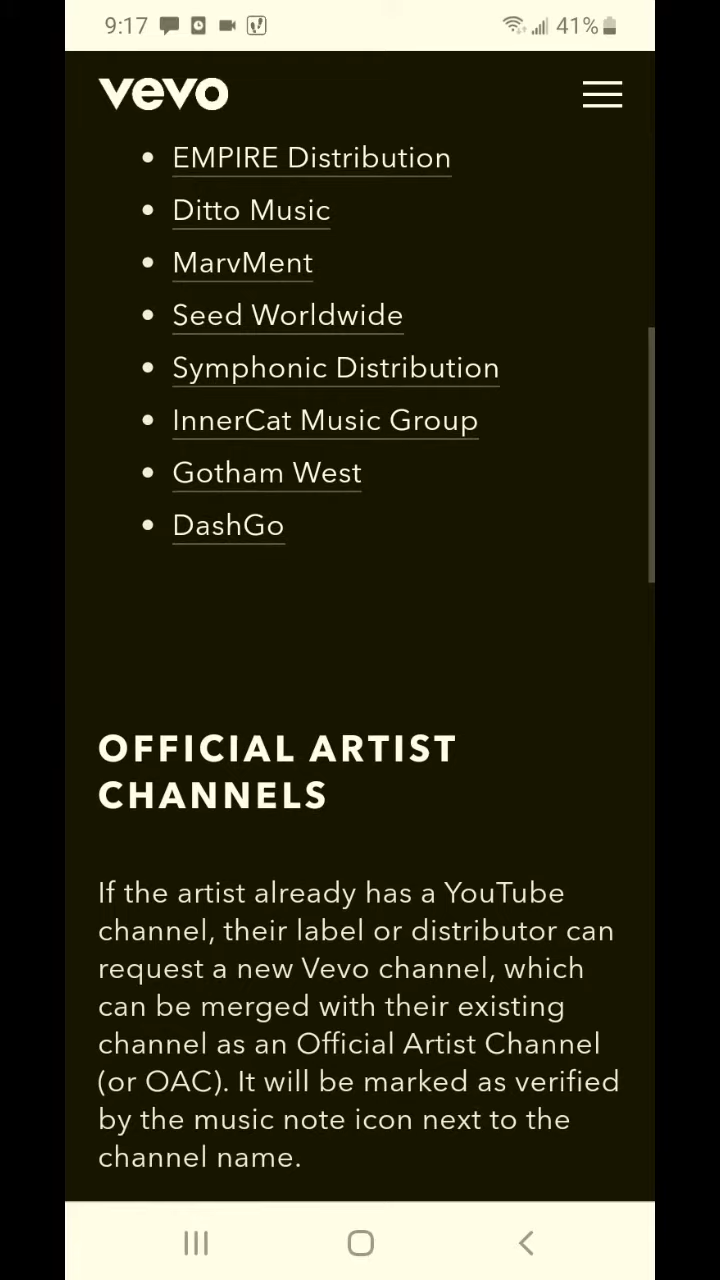 9:17 41%
vevo
• EMPIRE Distribution
• Ditto Music
• MarvMent
• Seed Worldwide
• Symphonic Distribution
• InnerCat Music Group
• Gotham West
• DashGo
OFFICIAL ARTIST
CHANNELS
If the artist already has a YouTube
channel, their label or distributor can
request a new Vevo channel, which
can be merged with their existing
channel as an Official Artist Channel
(or OAC). It will be marked as verified
by the music note icon next to the
channel name.